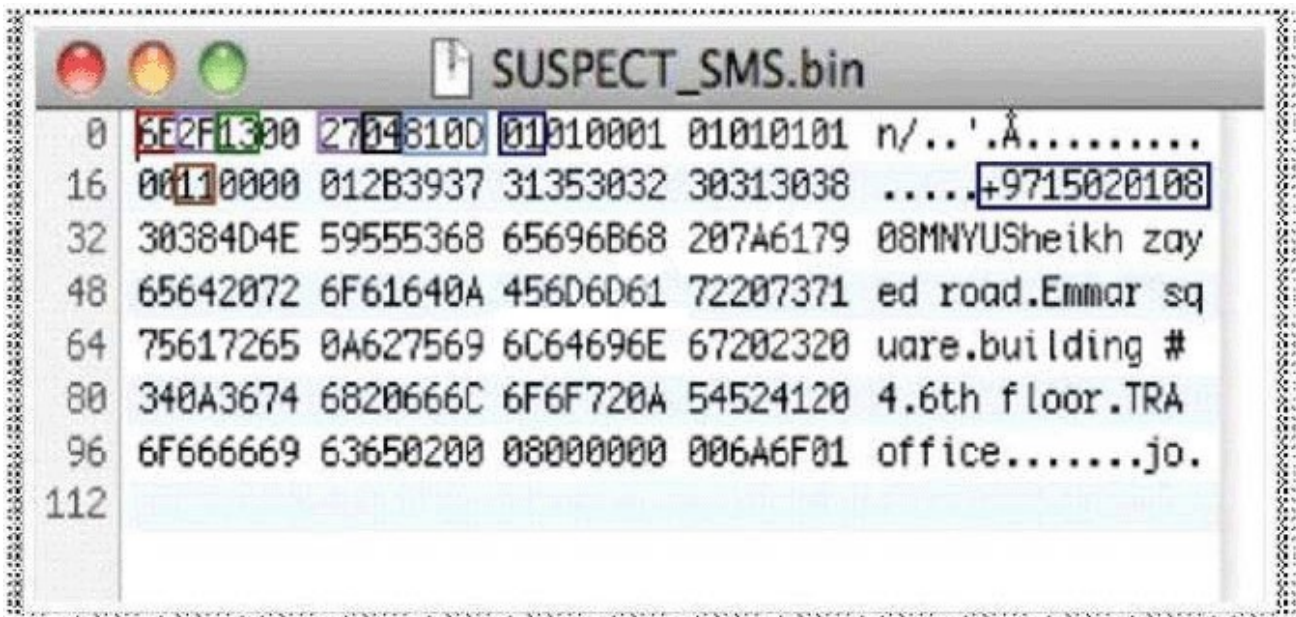 SUSPECT_SMS.bin
0 6E2F1300 2704810D 01010001 01010101 n/..'.Å.........
16 00110000 012B3937 31353032 30313038 .....+9715020108
32 30384D4E 59555368 65696B68 207A6179 08MNYUSheikh zay
48 65642072 6F61640A 456D6D61 72207371 ed road.Emmar sq
64 75617265 0A627569 6C64696E 67202320 uare.building #
80 340A3674 6820666C 6F6F720A 54524120 4.6th floor.TRA
96 6F666669 63650200 08000000 006A6F01 office.......jo.
112